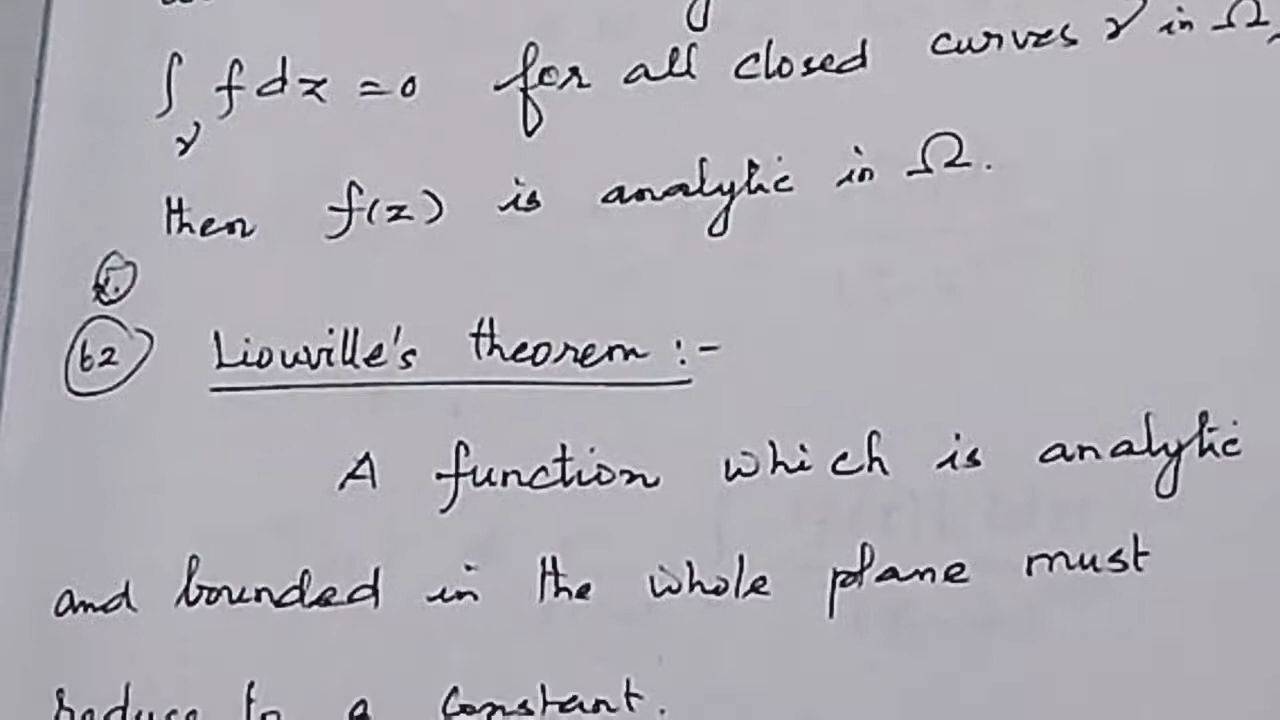 ∫γ f dz = 0 for all closed curves γ in Ω,
then f(z) is analytic in Ω.
62 Liouville's theorem :-
A function which is analytic
and bounded in the whole plane must
reduce to a constant.